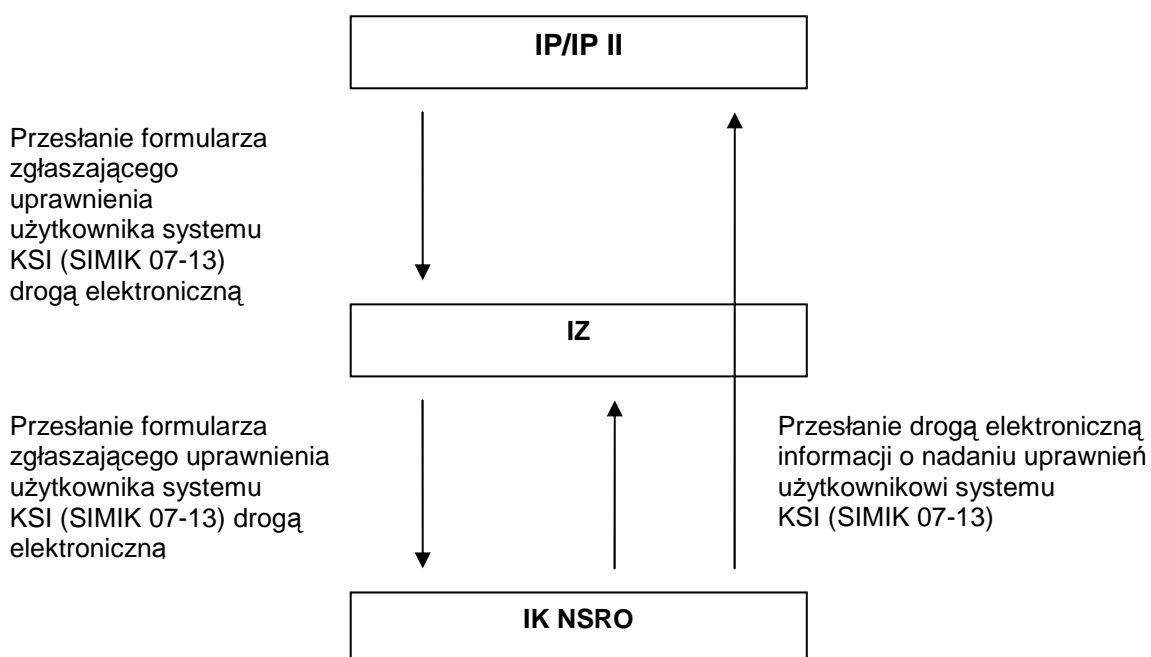 IP/IP II
Przesłanie formularza
zgłaszającego
uprawnienia
użytkownika systemu
KSI (SIMIK 07-13)
drogą elektroniczną
IZ
Przesłanie formularza
zgłaszającego uprawnienia
użytkownika systemu
KSI (SIMIK 07-13) drogą
elektroniczną
Przesłanie drogą elektroniczną
informacji o nadaniu uprawnień
użytkownikowi systemu
KSI (SIMIK 07-13)
IK NSRO